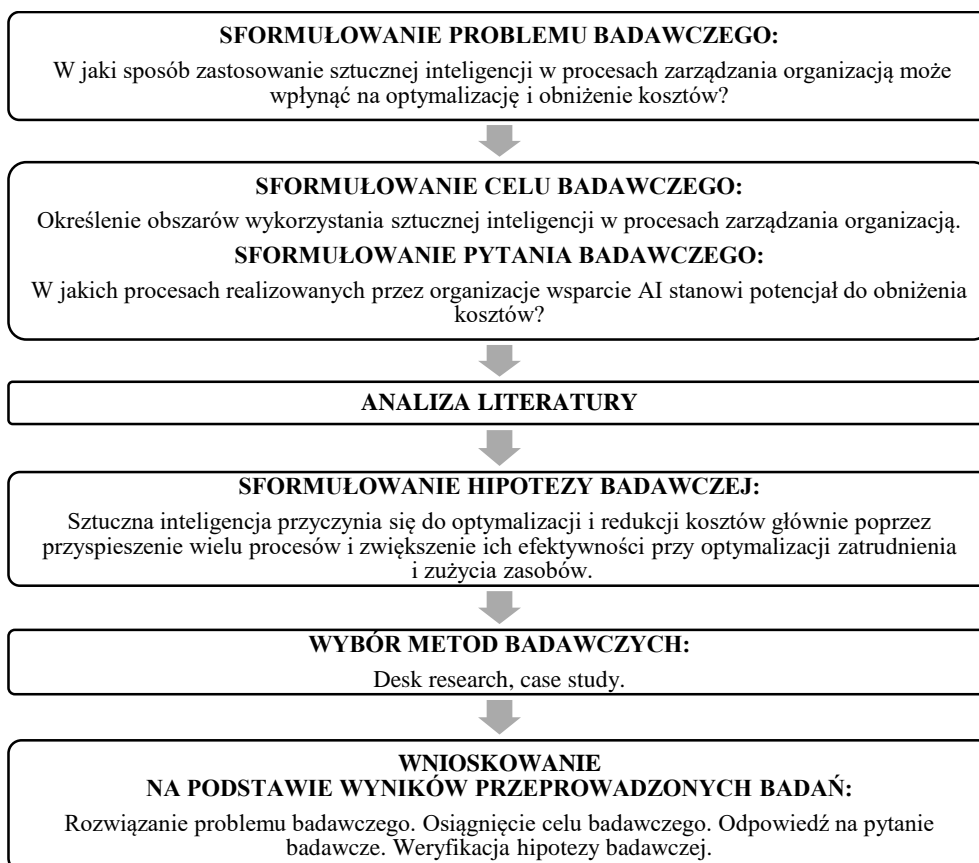 SFORMUŁOWANIE PROBLEMU BADAWCZEGO:
W jaki sposób zastosowanie sztucznej inteligencji w procesach zarządzania organizacją może
wpłynąć na optymalizację i obniżenie kosztów?
SFORMUŁOWANIE CELU BADAWCZEGO:
Określenie obszarów wykorzystania sztucznej inteligencji w procesach zarządzania organizacją.
SFORMUŁOWANIE PYTANIA BADAWCZEGO:
W jakich procesach realizowanych przez organizacje wsparcie AI stanowi potencjał do obniżenia
kosztów?
ANALIZA LITERATURY
SFORMUŁOWANIE HIPOTEZY BADAWCZEJ:
Sztuczna inteligencja przyczynia się do optymalizacji i redukcji kosztów głównie poprzez
przyspieszenie wielu procesów i zwiększenie ich efektywności przy optymalizacji zatrudnienia
i zużycia zasobów.
WYBÓR METOD BADAWCZYCH:
Desk research, case study.
WNIOSKOWANIE
NA PODSTAWIE WYNIKÓW PRZEPROWADZONYCH BADAŃ:
Rozwiązanie problemu badawczego. Osiągnięcie celu badawczego. Odpowiedź na pytanie
badawcze. Weryfikacja hipotezy badawczej.